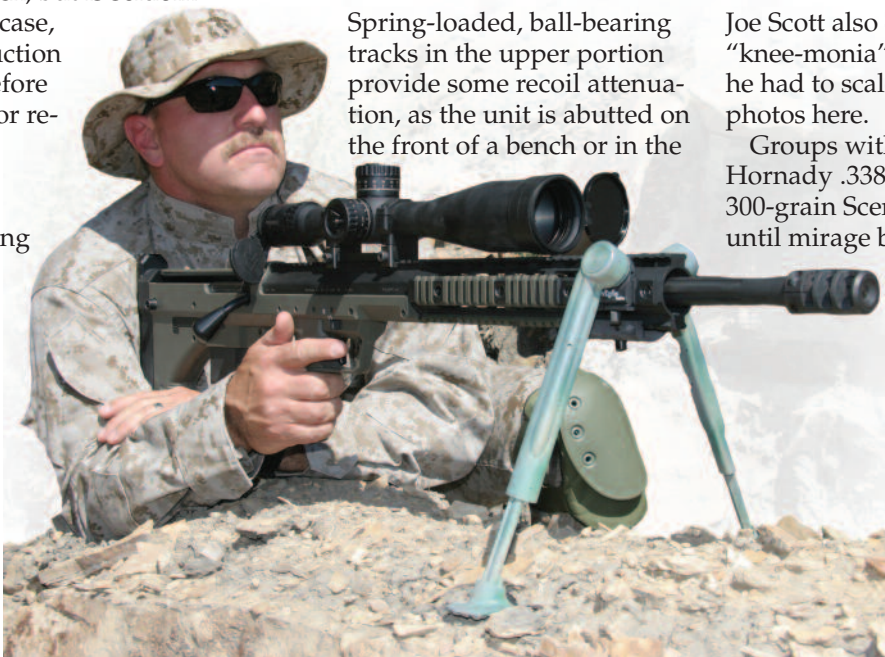 case,
uction
efore
or re-
ng
Spring-loaded, ball-bearing
tracks in the upper portion
provide some recoil attenua-
tion, as the unit is abutted on
the front of a bench or in the
Joe Scott also
“knee-monia”
he had to scal
photos here.
Groups with
Hornady .338
300-grain Scen
until mirage b